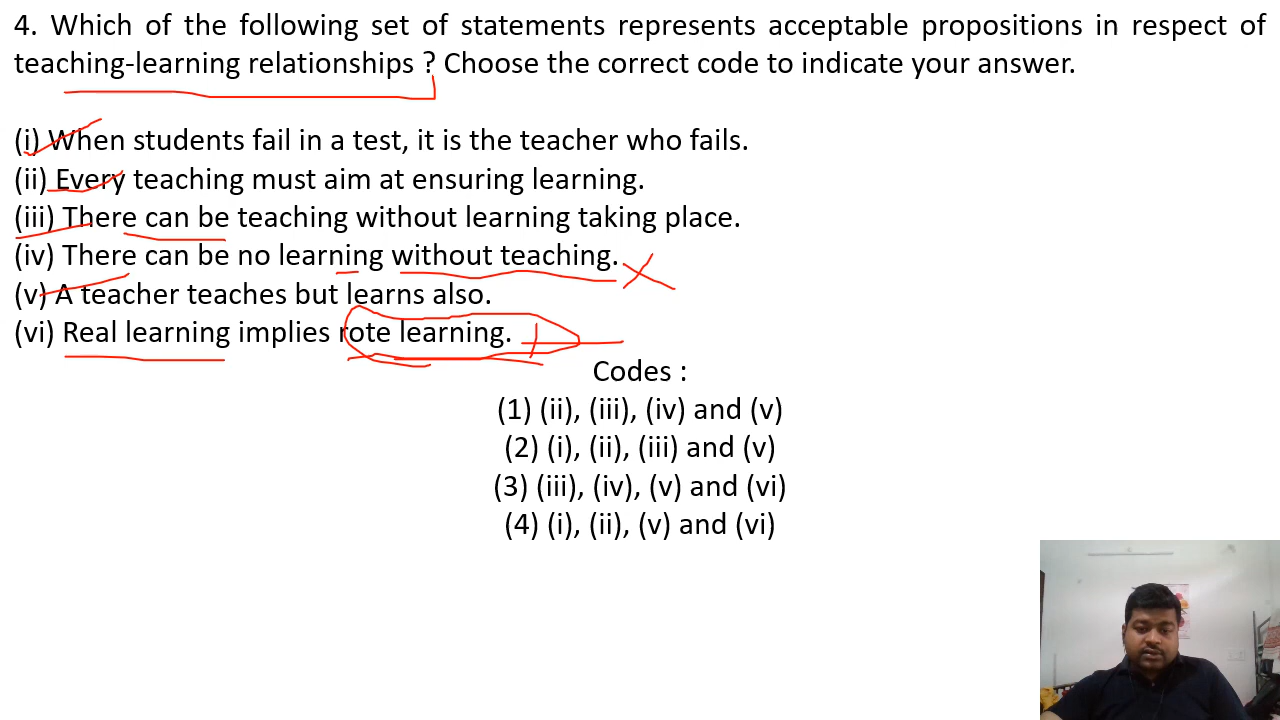 4. Which of the following set of statements represents acceptable propositions in respect of
teaching-learning relationships ? Choose the correct code to indicate your answer.
(i) When students fail in a test, it is the teacher who fails.
(ii) Every teaching must aim at ensuring learning.
(iii) There can be teaching without learning taking place.
(iv) There can be no learning without teaching.
(v) A teacher teaches but learns also.
(vi) Real learning implies rote learning.
Codes :
(1) (ii), (iii), (iv) and (v)
(2) (i), (ii), (iii) and (v)
(3) (iii), (iv), (v) and (vi)
(4) (i), (ii), (v) and (vi)